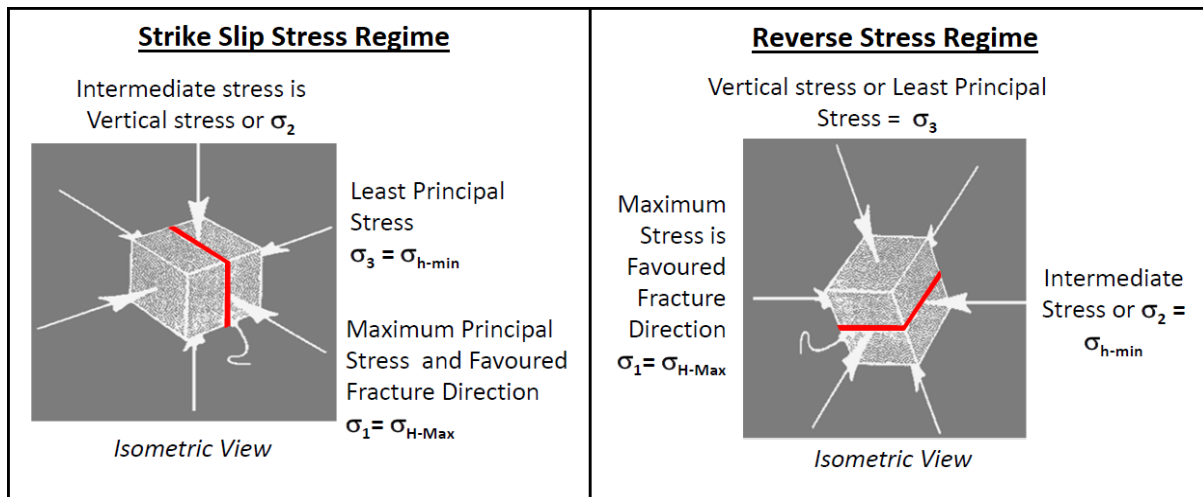 Strike Slip Stress Regime
Intermediate stress is
Vertical stress or σ2
Least Principal
Stress
σ3 = σh-min
Maximum Principal
Stress and Favoured
Fracture Direction
σ1= σH-Max
Isometric View
Reverse Stress Regime
Vertical stress or Least Principal
Stress = σ3
Maximum
Stress is
Favoured
Fracture
Direction
σ1= σH-Max
Intermediate
Stress or σ2 =
σh-min
Isometric View